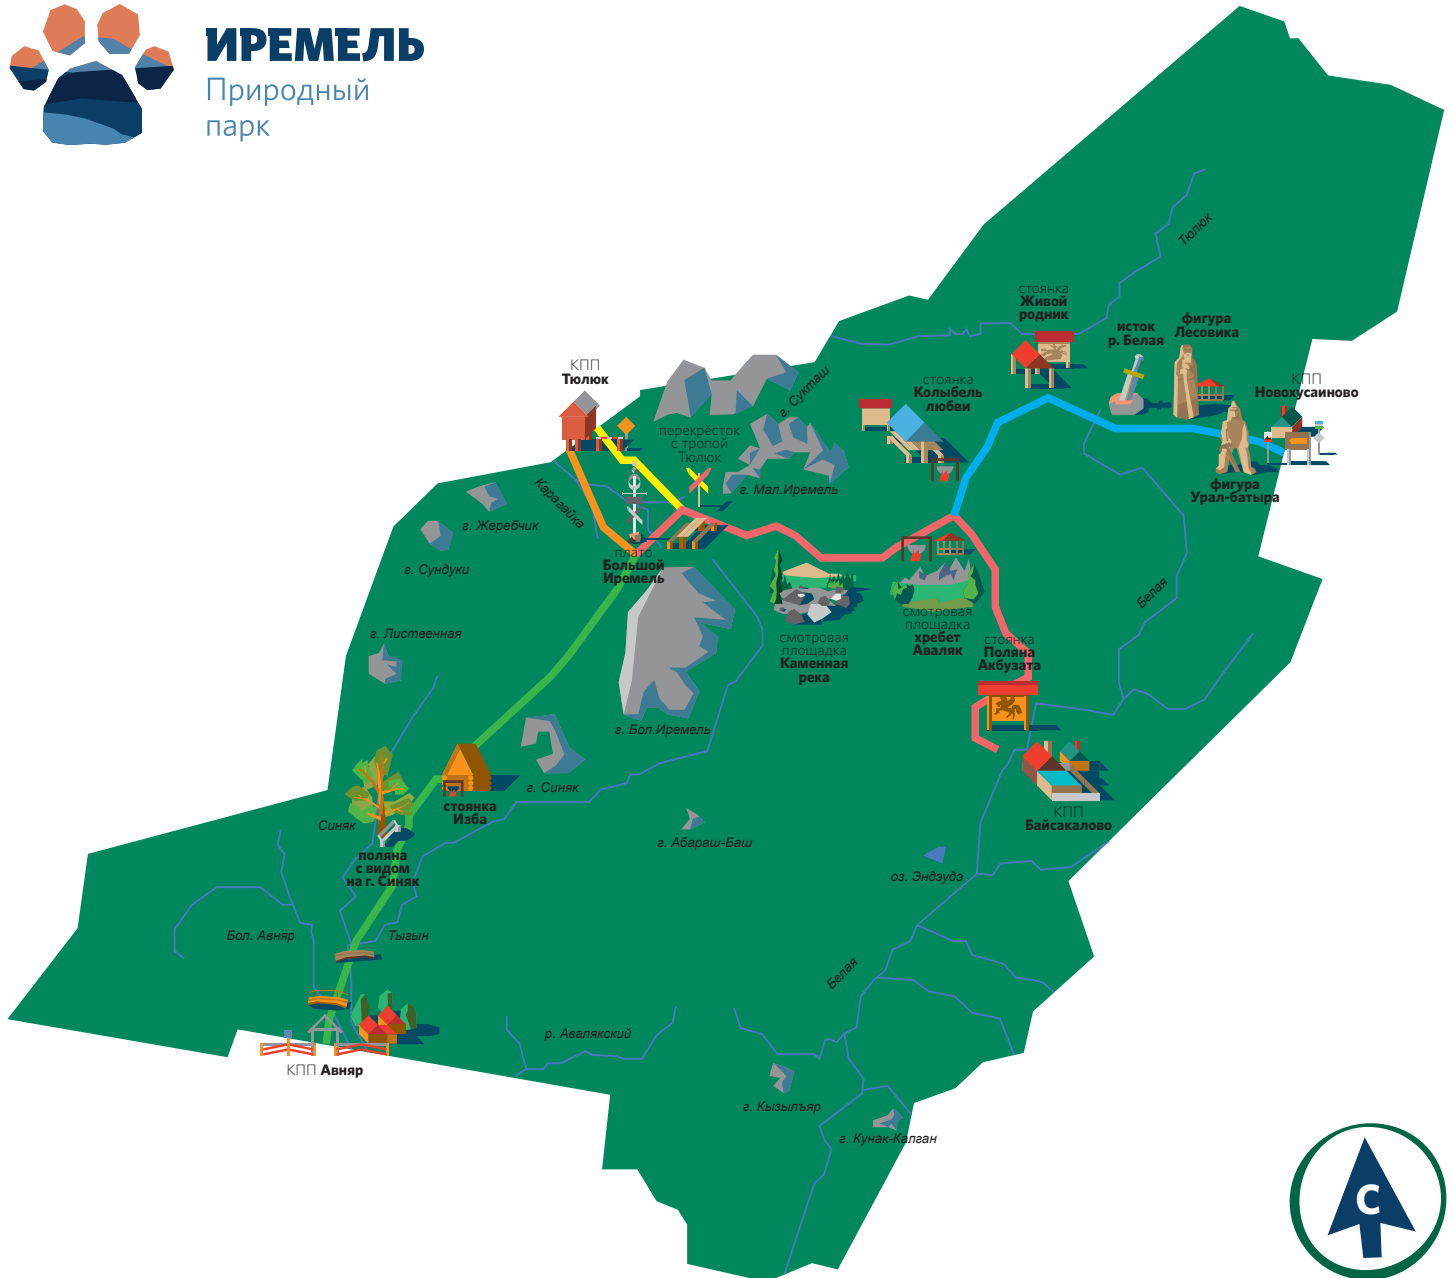 ИРЕМЕЛЬ
Природный
парк
Тюлюк
стоянка
Живой
родник
исток
р. Белая
фигура
Лесовика
КПП
Новохусаиново
КПП
Тюлюк
г. Сукташ
стоянка
Колыбель
любви
перекрёсток
с тропой
Тюлюк
г. Мал.Иремель
фигура
Урал-батыра
Карагайка
г. Жеребчик
г. Сундуки
плато
Большой
Иремель
Белая
смотровая
площадка
Каменная
река
смотровая
площадка
хребет
Аваляк
стоянка
Поляна
Акбузата
г. Лиственная
г. Бол.Иремель
г. Синяк
стоянка
Изба
Синяк
КПП
Байсакалово
г. Абараш-Баш
поляна
с видом
на г. Синяк
оз. Эндэудэ
Бол. Авняр
Тыгын
Белая
р. Авалякский
КПП Авняр
г. Кызылъяр
г. Кунак-Калган
С